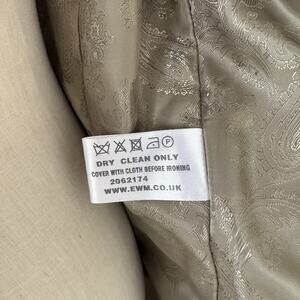 P
DRY CLEAN ONLY
COVER WITH CLOTH BEFORE IRONING
2062174
WWW.EWM.CO.UK